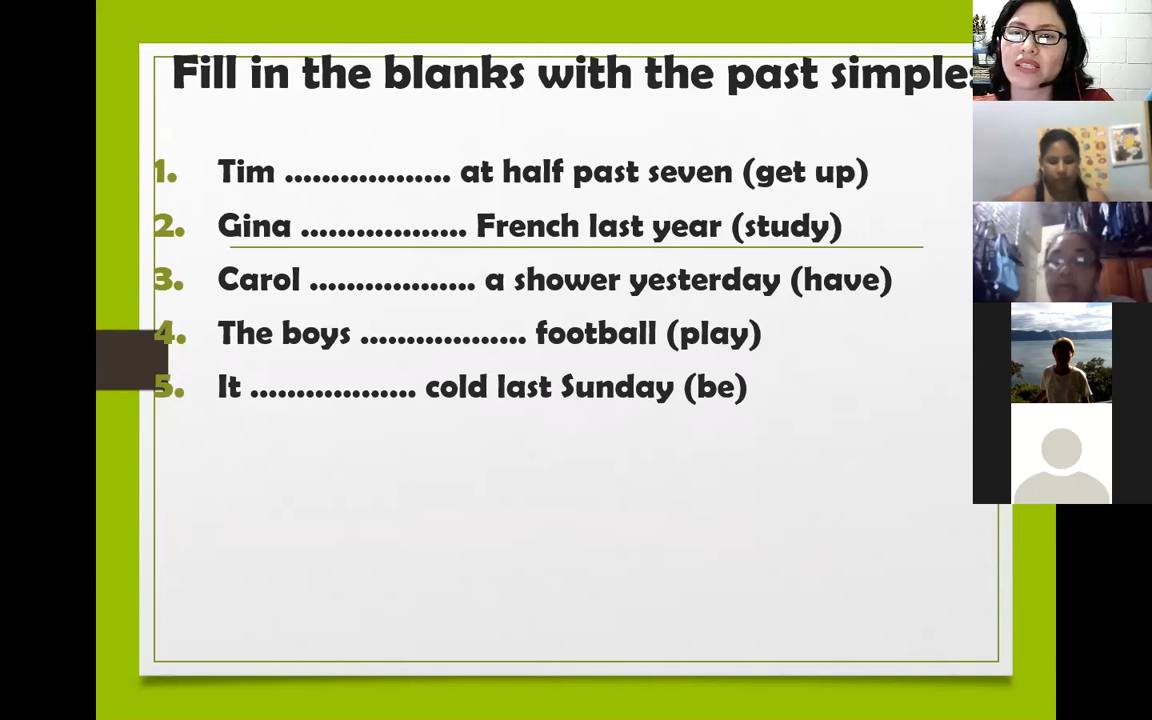 Fill in the blanks with the past simple
1. Tim .................. at half past seven (get up)
2. Gina .................. French last year (study)
3. Carol .................. a shower yesterday (have)
4. The boys .................. football (play)
5. It .................. cold last Sunday (be)